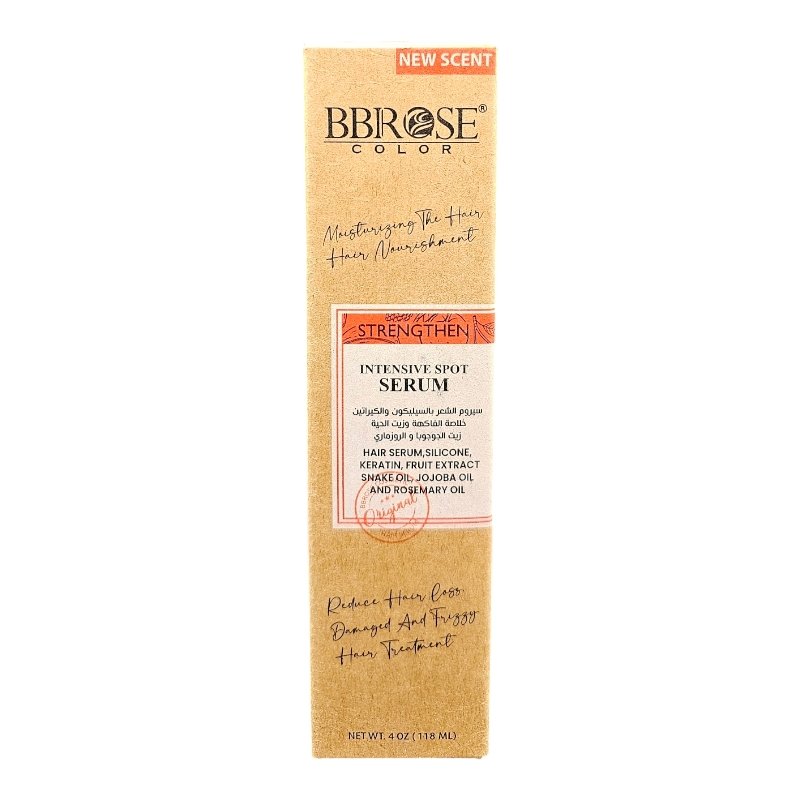 NEW SCENT
BBROSE®
COLOR
Moisturizing The Hair
Hair Nourishment
STRENGTHEN
INTENSIVE SPOT
SERUM
سيروم الشعر بالسيليكون والكيراتين
خلاصة الفاكهة وزيت الحية
زيت الجوجوبا و الروزماري
HAIR SERUM,SILICONE,
KERATIN, FRUIT EXTRACT
SNAKE OIL, JOJOBA OIL
AND ROSEMARY OIL
Original
Reduce Hair Loss
Damaged And Frizzy
Hair Treatment
NET WT. 4 OZ ( 118 ML)